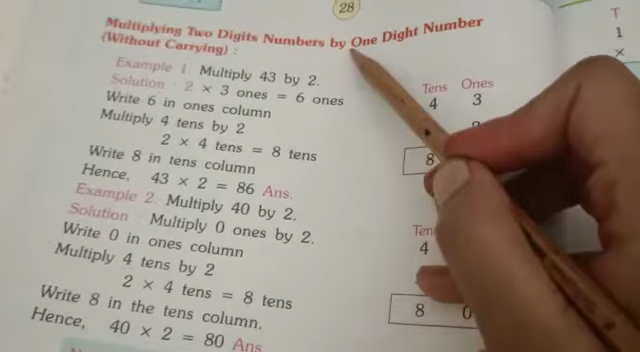 28
Multiplying Two Digits Numbers by One Dight Number
(Without Carrying) :
Example 1. Multiply 43 by 2.
Solution : 2 × 3 ones = 6 ones
Write 6 in ones column
Multiply 4 tens by 2
2 × 4 tens = 8 tens
Write 8 in tens column
Hence, 43 × 2 = 86 Ans.
Example 2. Multiply 40 by 2.
Solution : Multiply 0 ones by 2.
Write 0 in ones column
Multiply 4 tens by 2
2 × 4 tens = 8 tens
Write 8 in the tens column.
Hence, 40 × 2 = 80 Ans
Tens Ones
4 3
8
4
8 0
T
1
×